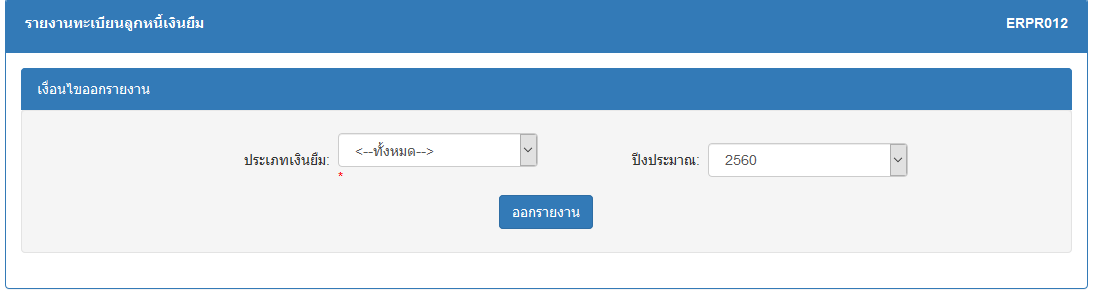 รายงานทะเบียนลูกหนี้เงินยืม ERPR012
เงื่อนไขออกรายงาน
ประเภทเงินยืม: <--ทั้งหมด--> ปีงประมาณ: 2560
*
ออกรายงาน